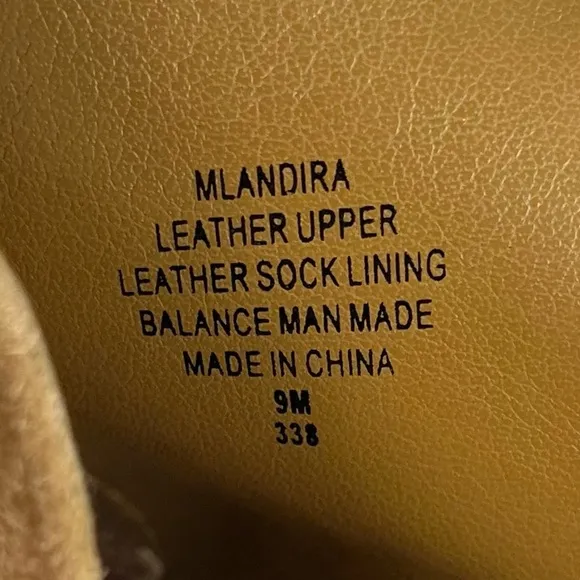 MLANDIRA
LEATHER UPPER
LEATHER SOCK LINING
BALANCE MAN MADE
MADE IN CHINA
9M
338